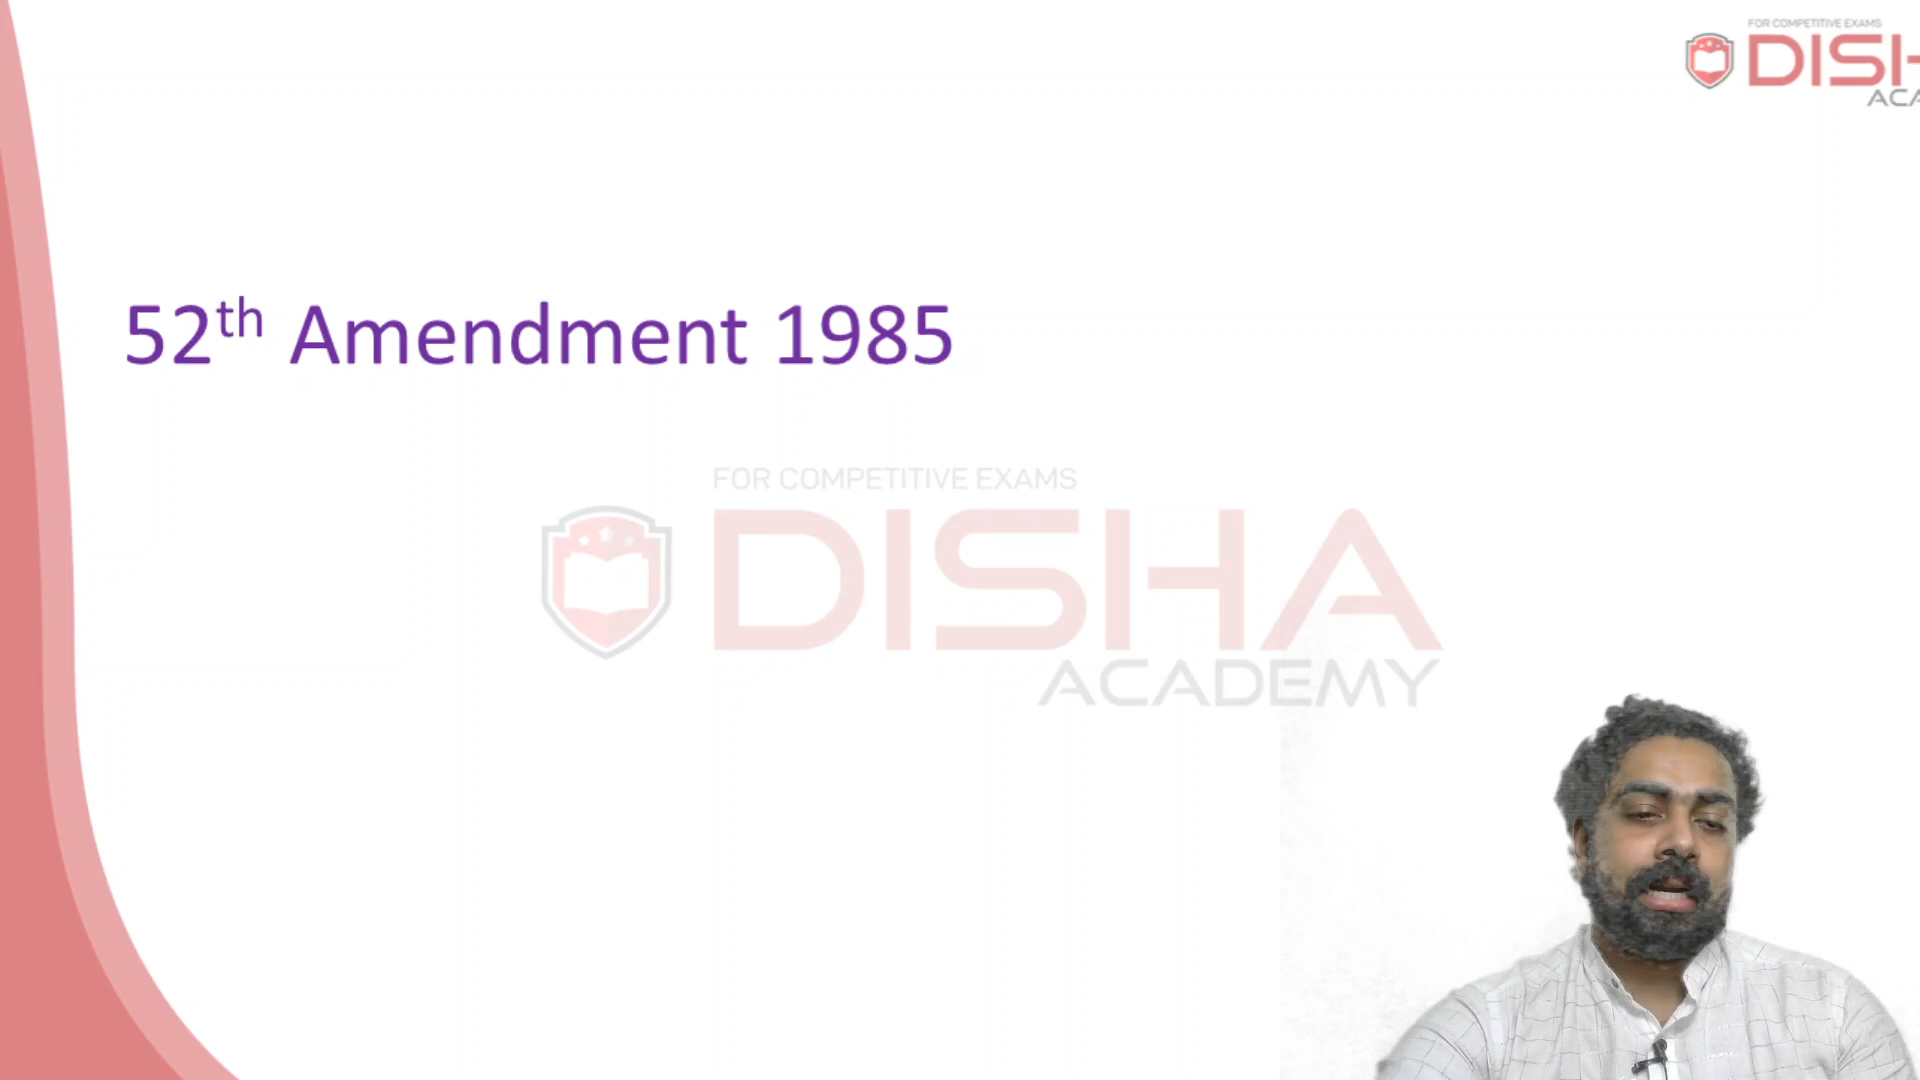 FOR COMPETITIVE EXAMS
DISH
ACA
52th Amendment 1985
FOR COMPETITIVE EXAMS
DISHA
ACADEMY